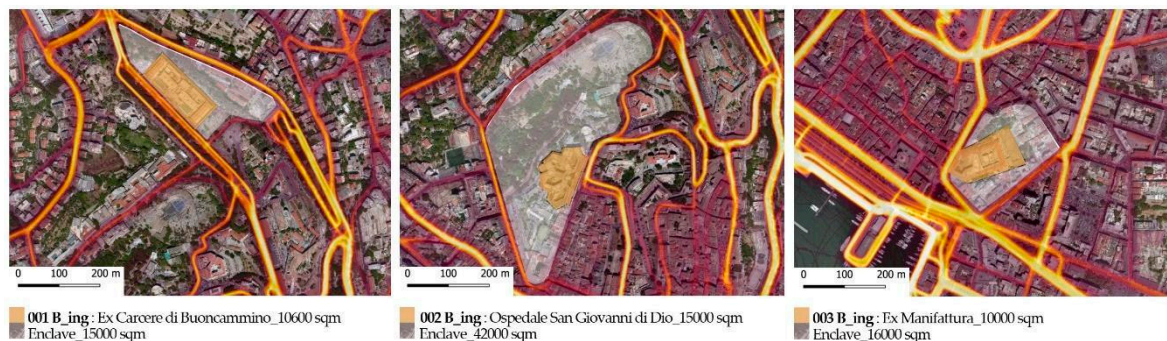 0 100 200 m
0 100 200 m
0 100 200 m
001 B_ing : Ex Carcere di Buoncammino_10600 sqm
Enclave_15000 sqm
002 B_ing : Ospedale San Giovanni di Dio_15000 sqm
Enclave_42000 sqm
003 B_ing : Ex Manifattura_10000 sqm
Enclave_16000 sqm